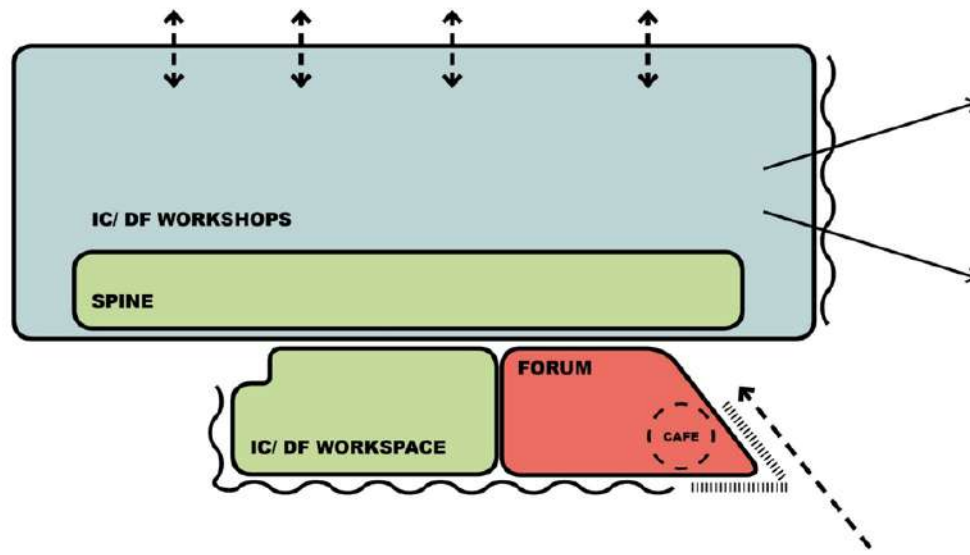 IC/ DF WORKSHOPS
SPINE
FORUM
CAFE
IC/ DF WORKSPACE